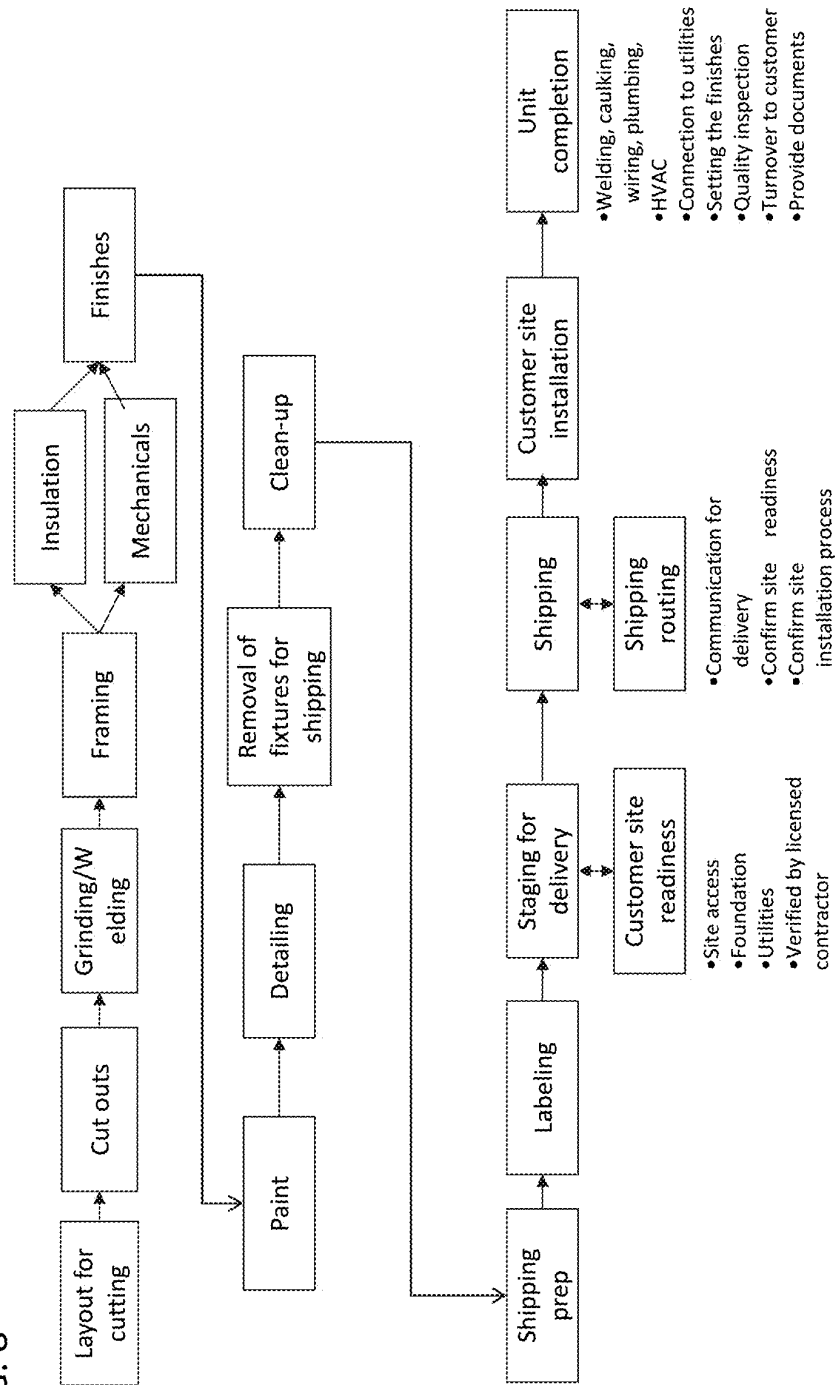 Layout for
cutting
Cut outs
Grinding/W
elding
Framing
Insulation
Mechanicals
Finishes
Paint
Detailing
Removal of
fixtures for
shipping
Clean-up
Shipping
prep
Labeling
Staging for
delivery
Customer site
readiness
•Site access
•Foundation
•Utilities
•Verified by licensed
contractor
Shipping
Shipping
routing
•Communication for
delivery
•Confirm site readiness
•Confirm site
installation process
Customer site
installation
Unit
completion
•Welding, caulking,
wiring, plumbing,
•HVAC
•Connection to utilities
•Setting the finishes
•Quality inspection
•Turnover to customer
•Provide documents